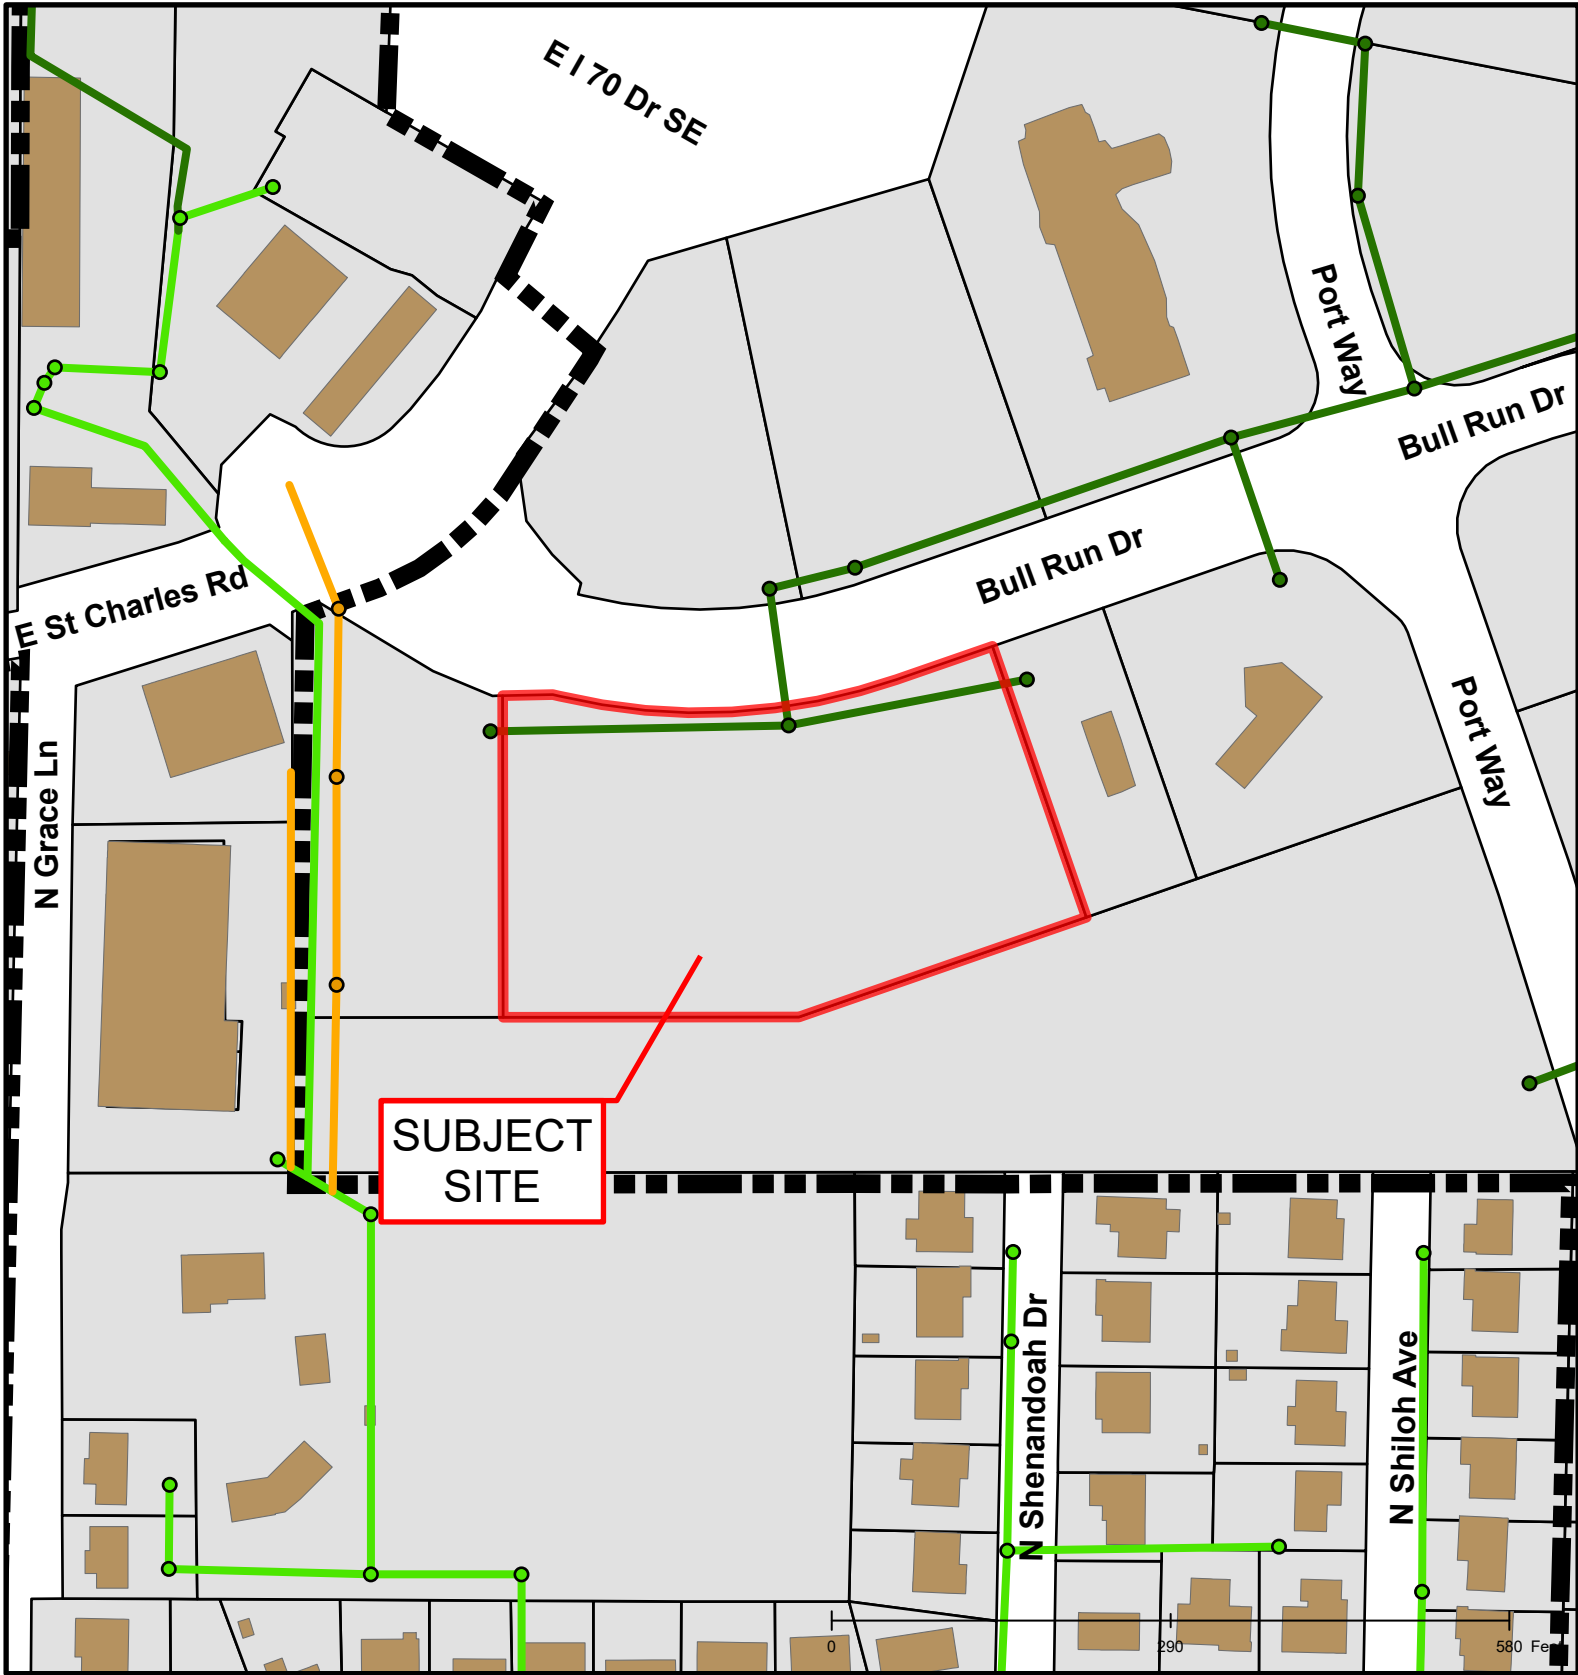 E I 70 Dr SE
Port Way
Bull Run Dr
Bull Run Dr
E St Charles Rd
Port Way
N Grace Ln
SUBJECT
SITE
N Shenandoah Dr
N Shiloh Ave
0 290 580 Feet